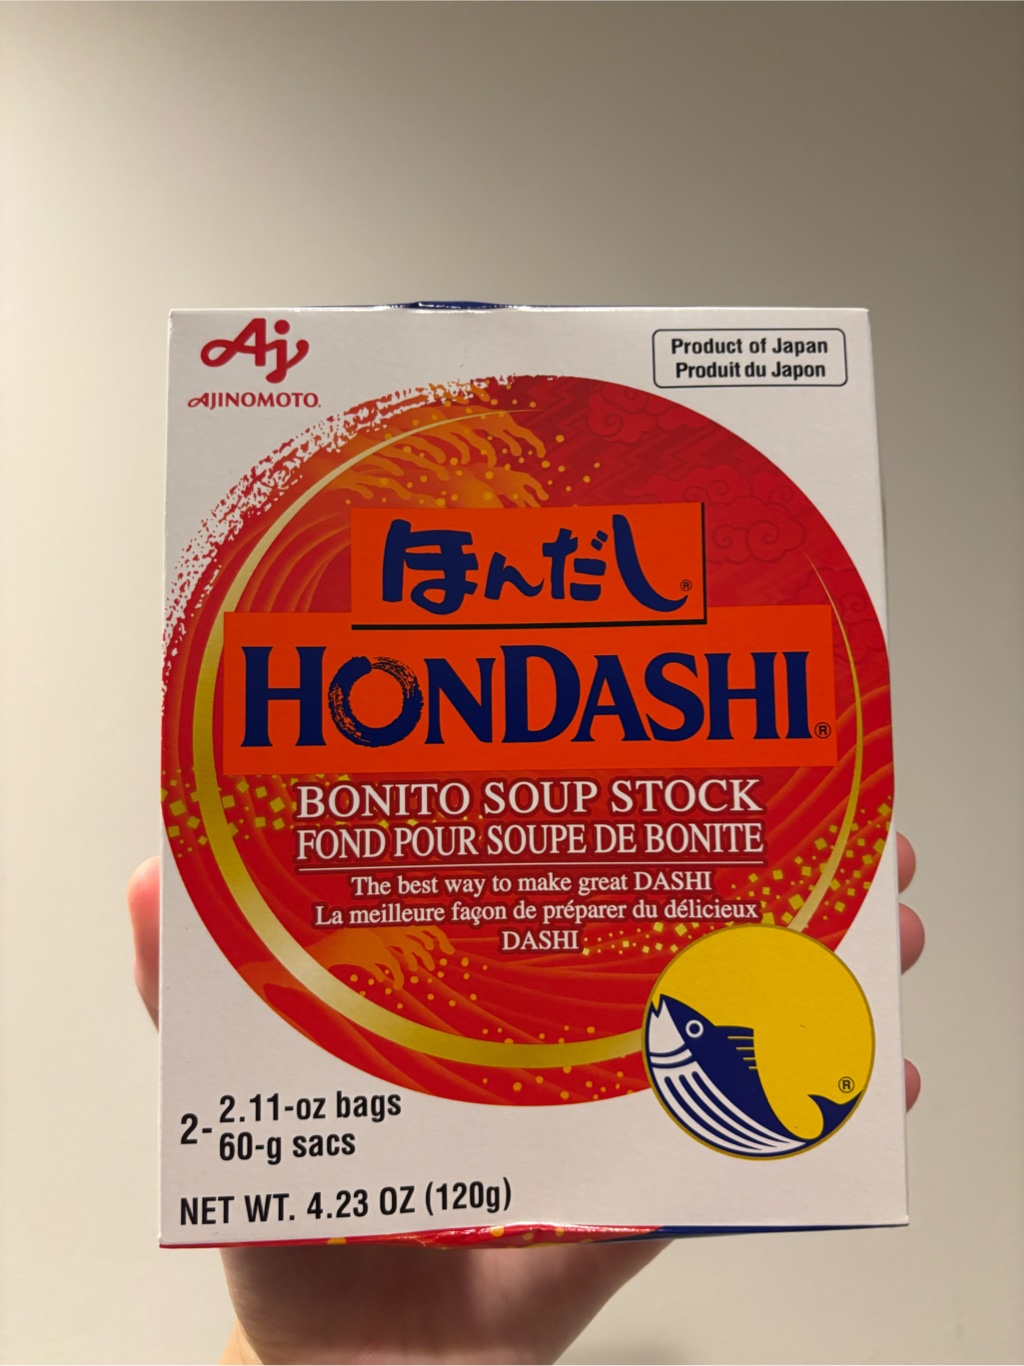 Aj
AJINOMOTO®
Product of Japan
Produit du Japon
ほんだし®
HONDASHI®
BONITO SOUP STOCK
FOND POUR SOUPE DE BONITE
The best way to make great DASHI
La meilleure façon de préparer du délicieux
DASHI
®
2- 2.11-oz bags
60-g sacs
NET WT. 4.23 OZ (120g)